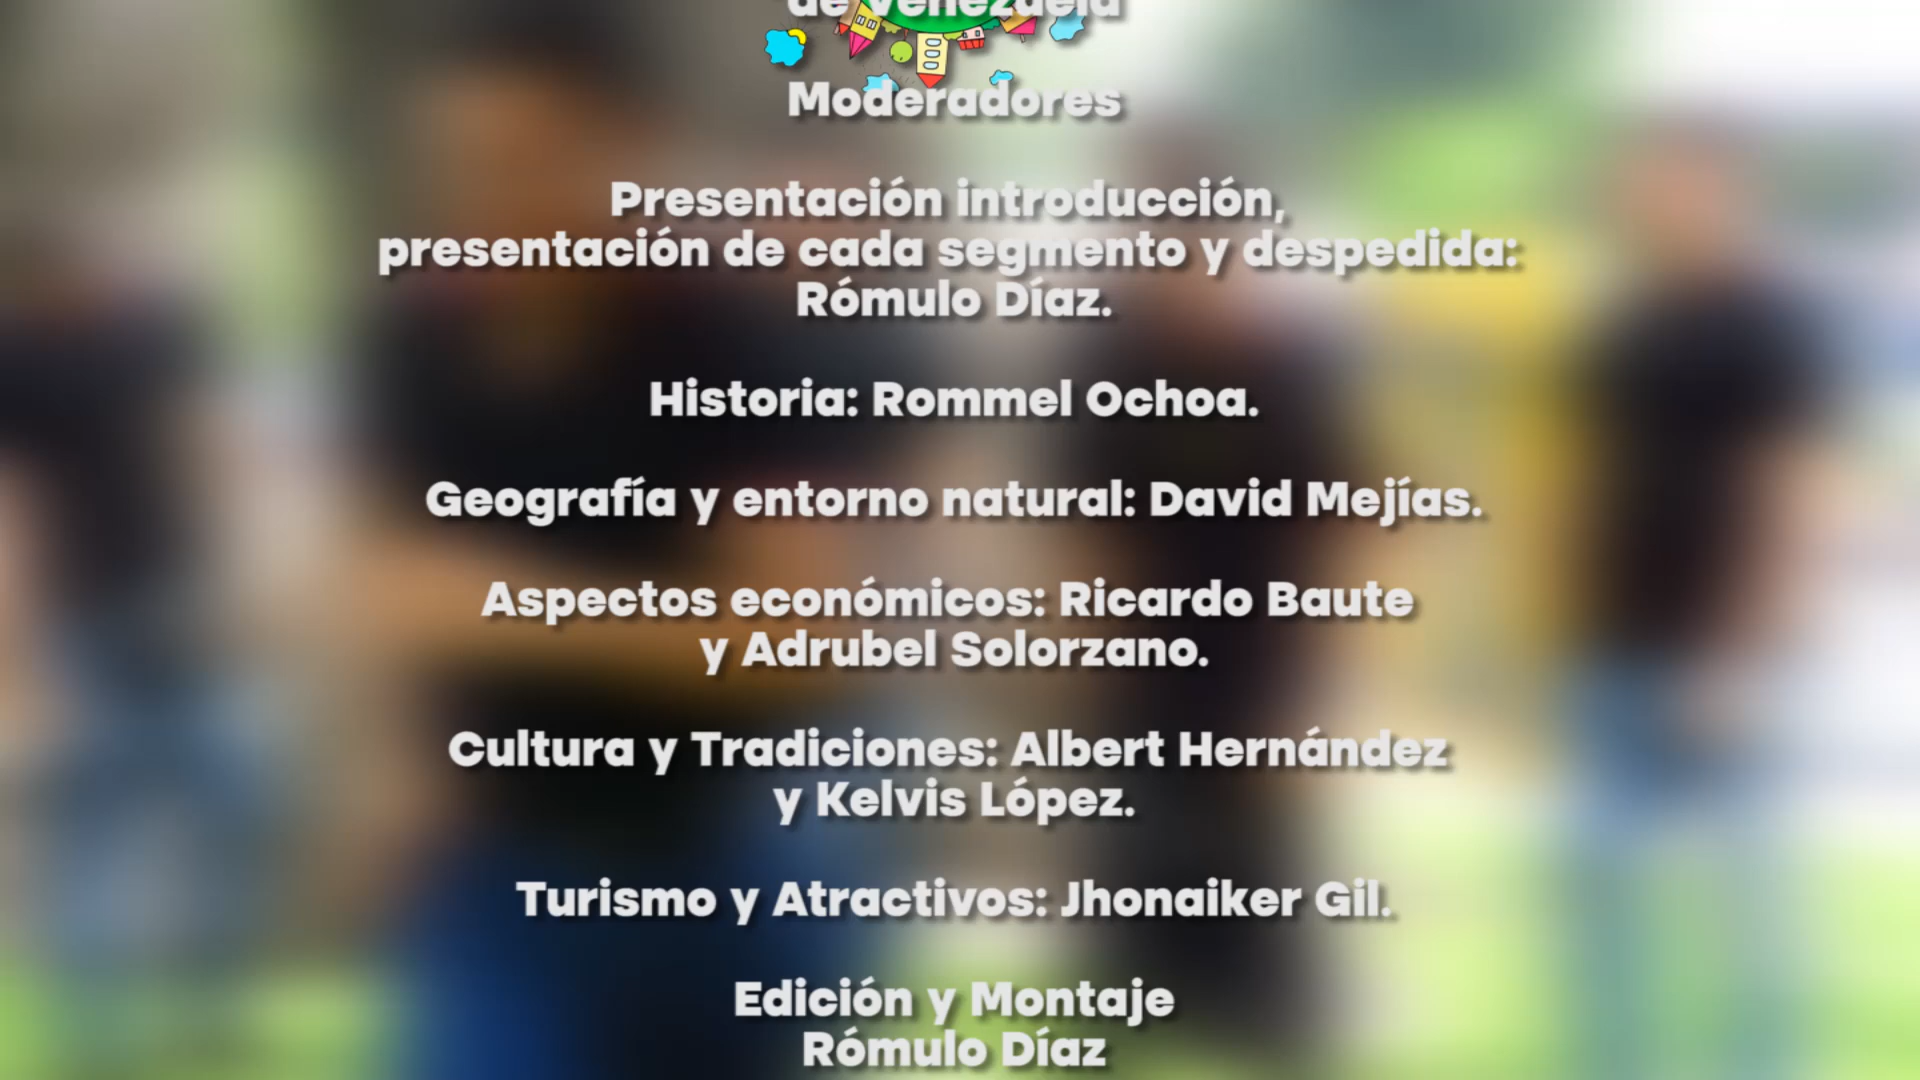 de Venezuela
Moderadores
Presentación introducción,
presentación de cada segmento y despedida:
Rómulo Díaz.
Historia: Rommel Ochoa.
Geografía y entorno natural: David Mejías.
Aspectos económicos: Ricardo Baute
y Adrubel Solorzano.
Cultura y Tradiciones: Albert Hernández
y Kelvis López.
Turismo y Atractivos: Jhonaiker Gil.
Edición y Montaje
Rómulo Díaz